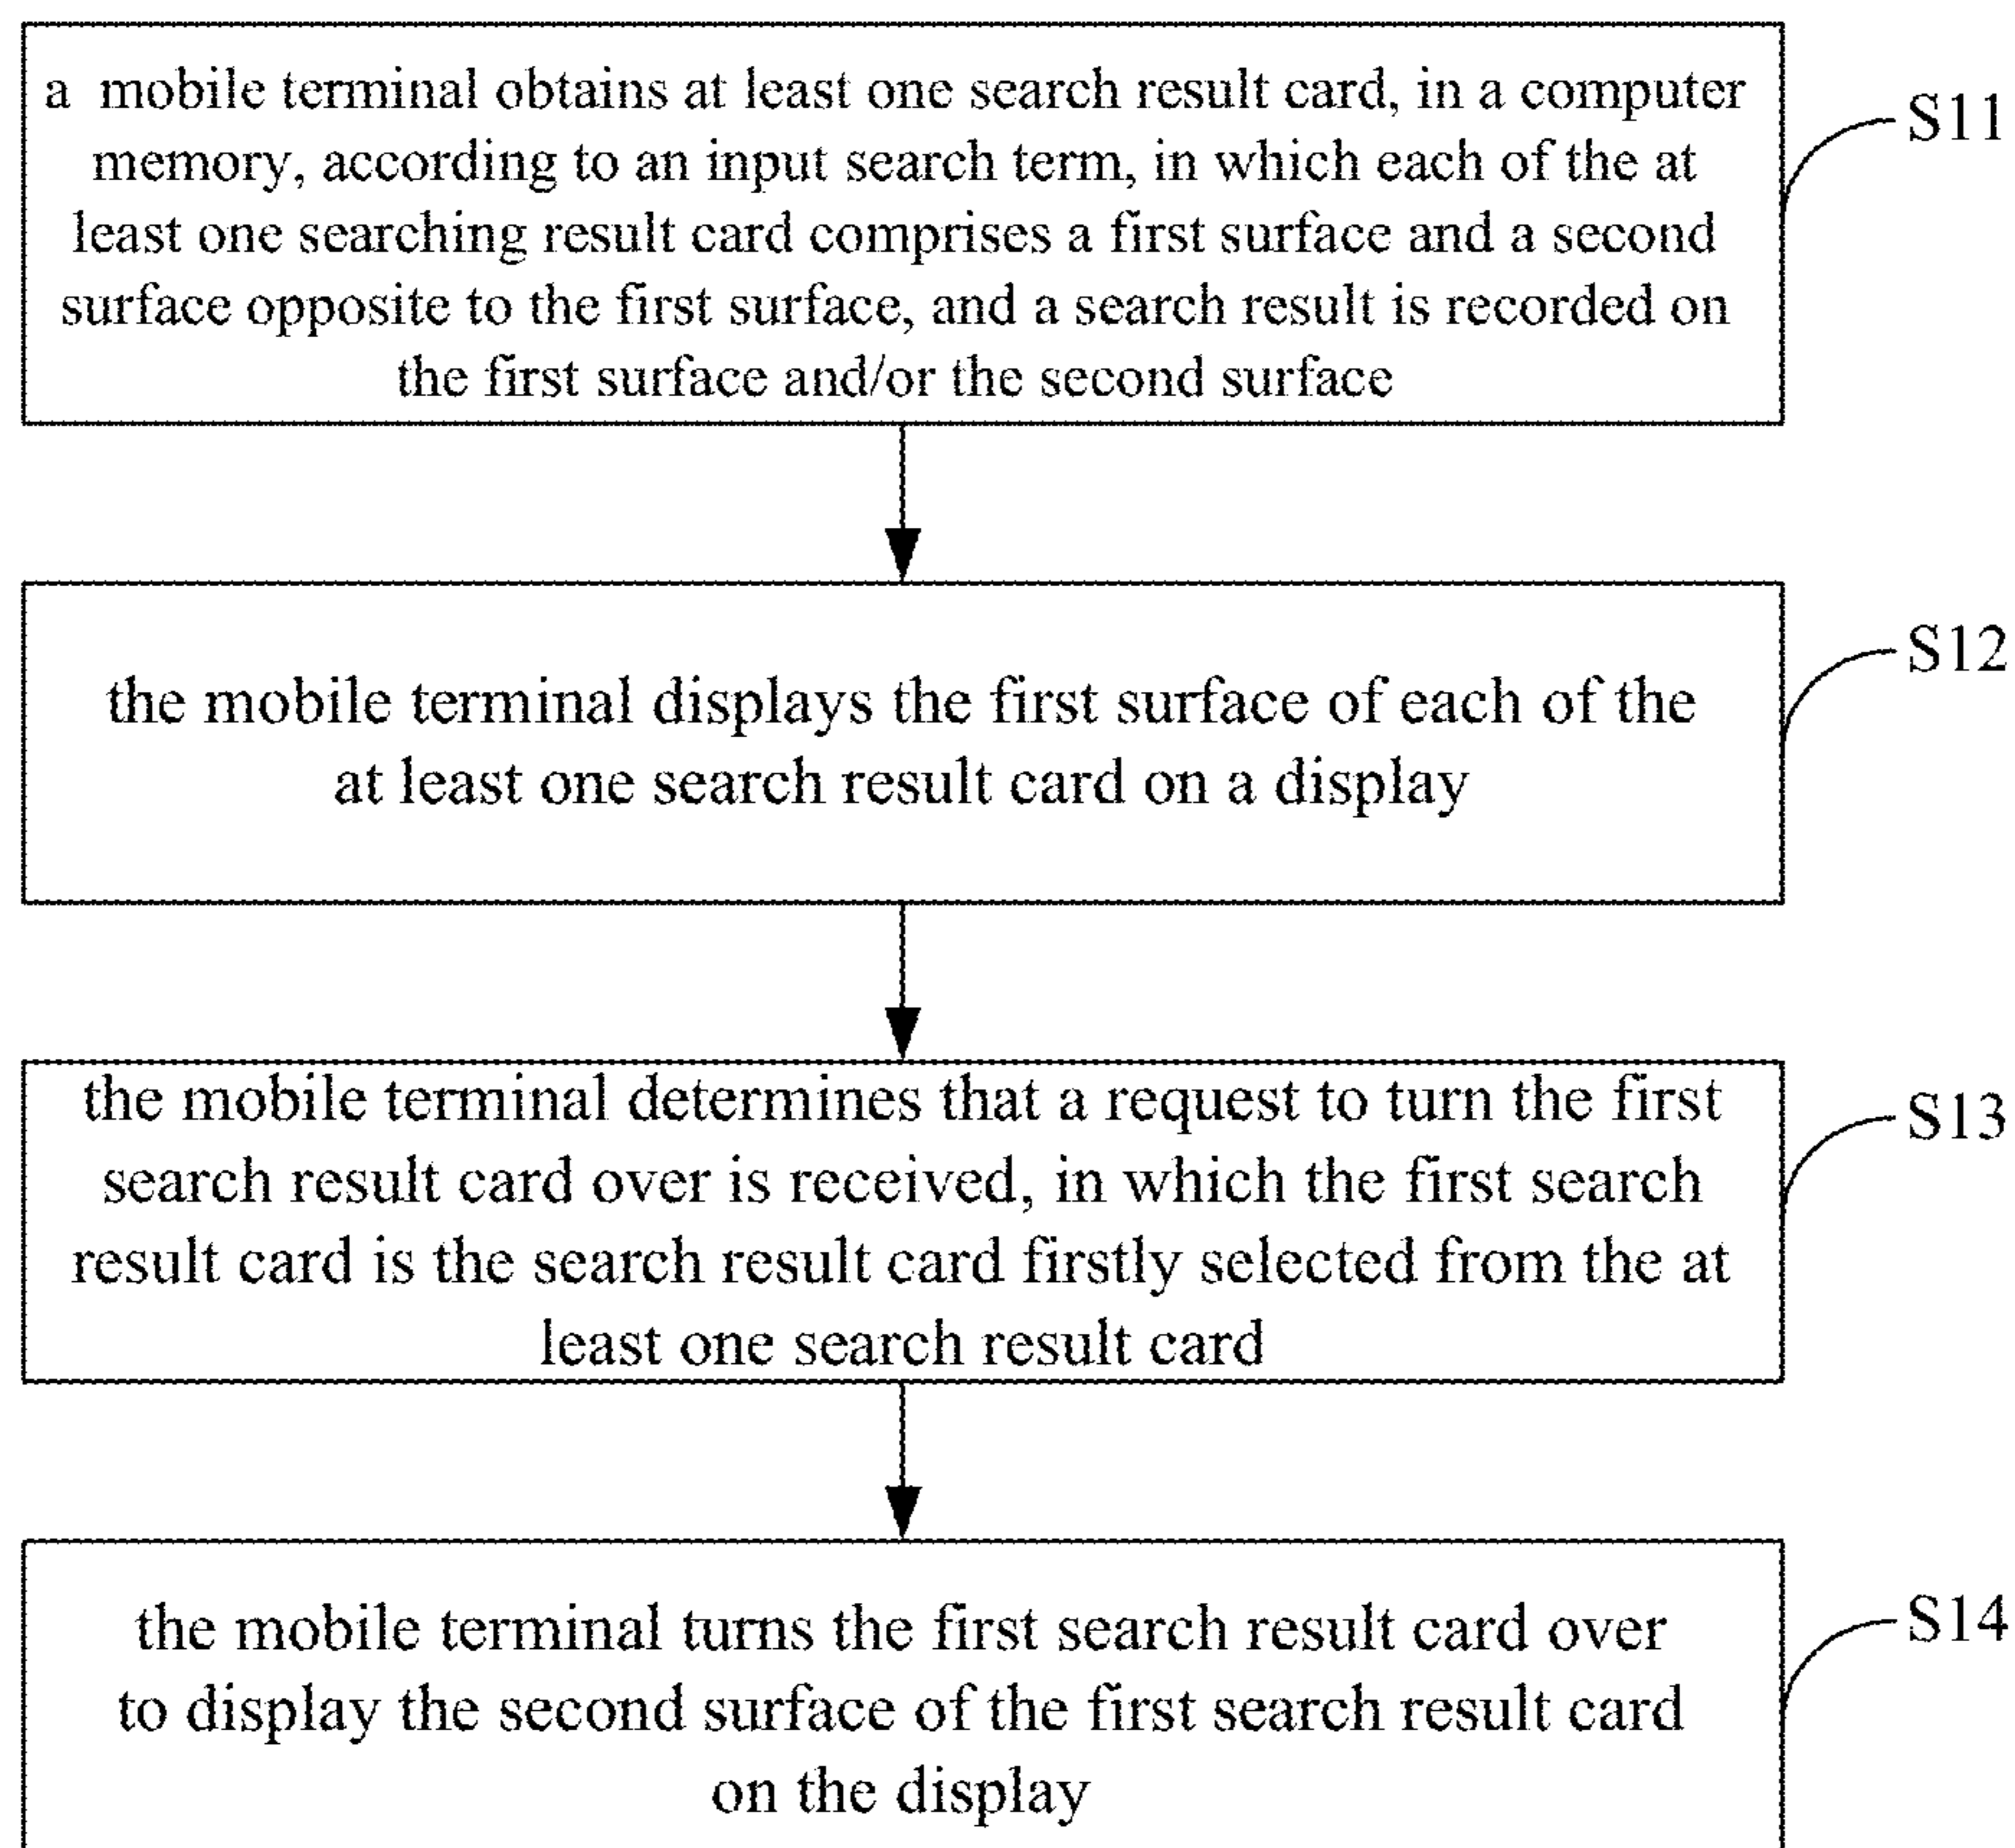 a mobile terminal obtains at least one search result card, in a computer
memory, according to an input search term, in which each of the at
least one searching result card comprises a first surface and a second
surface opposite to the first surface, and a search result is recorded on
the first surface and/or the second surface
S11
the mobile terminal displays the first surface of each of the
at least one search result card on a display
S12
the mobile terminal determines that a request to turn the first
search result card over is received, in which the first search
result card is the search result card firstly selected from the at
least one search result card
S13
the mobile terminal turns the first search result card over
to display the second surface of the first search result card
on the display
S14